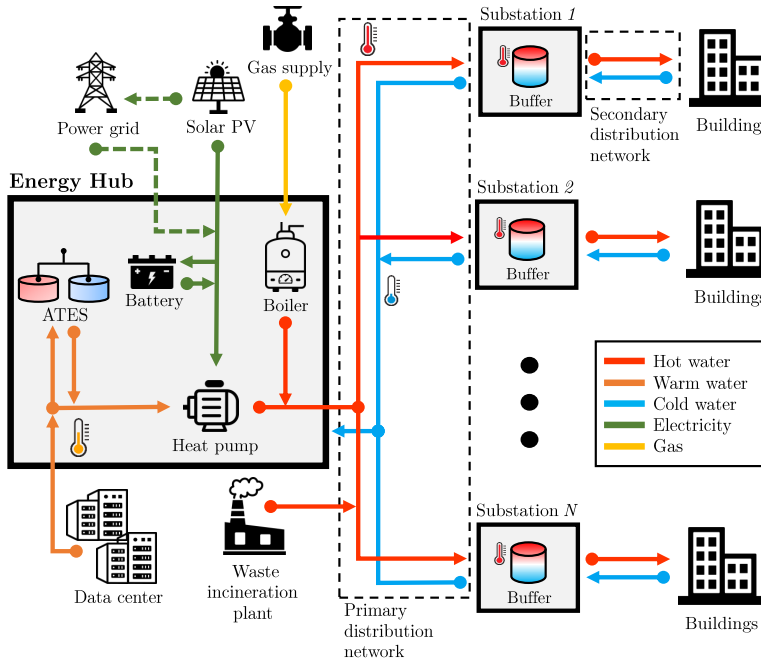 Substation 1
Gas supply
Buffer
Building
Power grid
Solar PV
Secondary
distribution
network
Energy Hub
Substation 2
Battery
Boiler
Buffer
Buildings
ATES
Hot water
Warm water
Cold water
Electricity
Gas
Heat pump
Substation N
Data center
Waste
incineration
plant
Buffer
Primary
distribution
network
Buildings